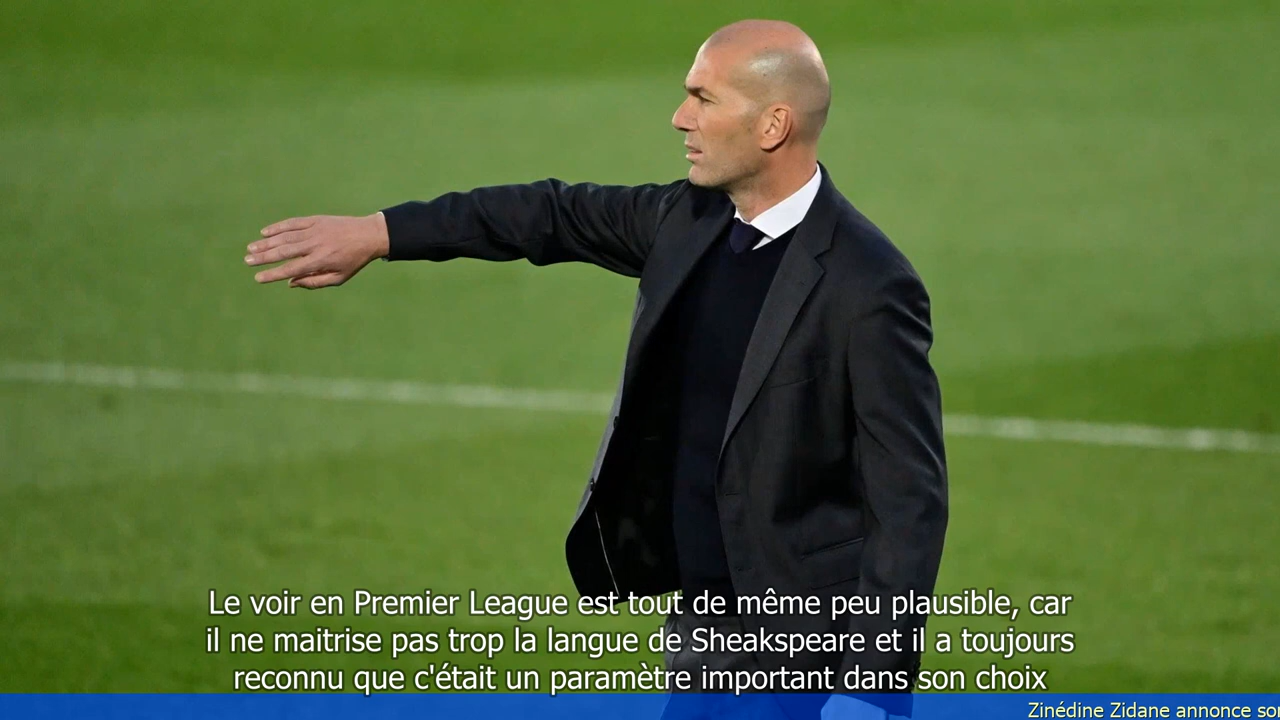 Le voir en Premier League est tout de même peu plausible, car
il ne maitrise pas trop la langue de Sheakspeare et il a toujours
reconnu que c'était un paramètre important dans son choix
Zinédine Zidane annonce